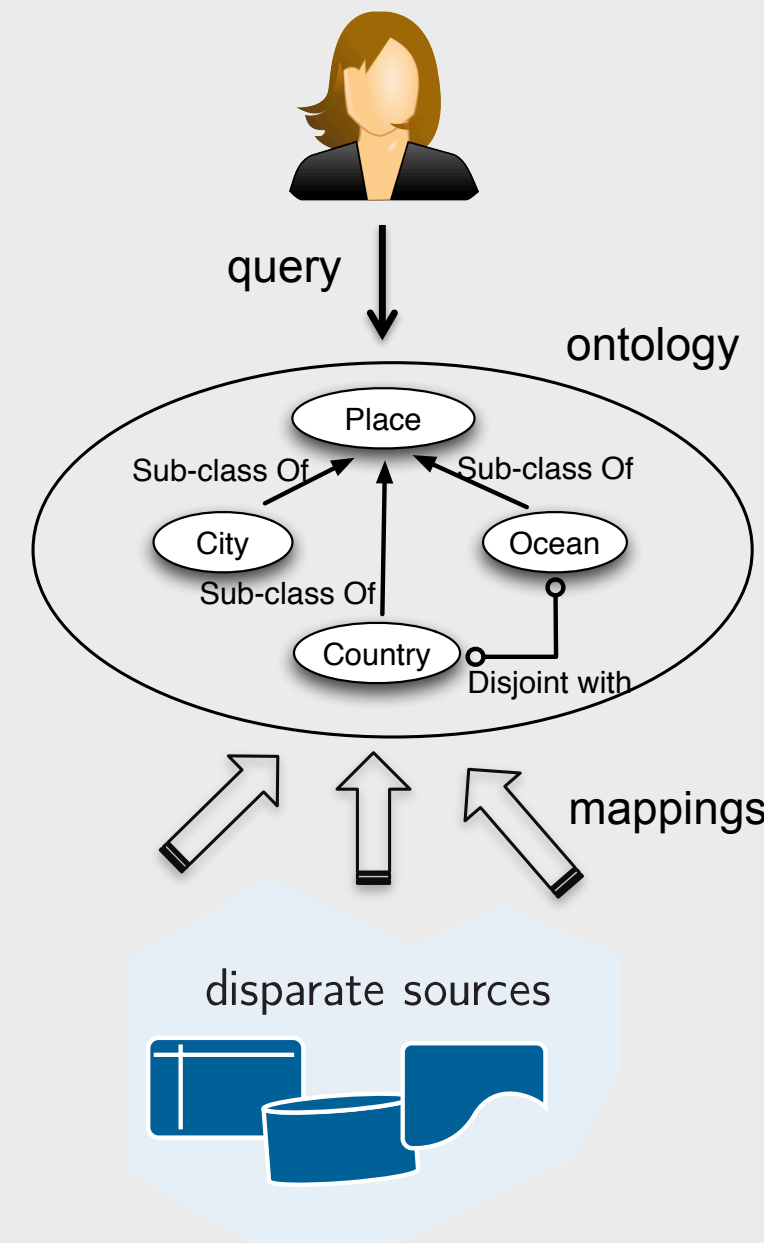 query
ontology
Place
Sub-class Of
Sub-class Of
City
Ocean
Sub-class Of
Country
Disjoint with
mappings
disparate sources